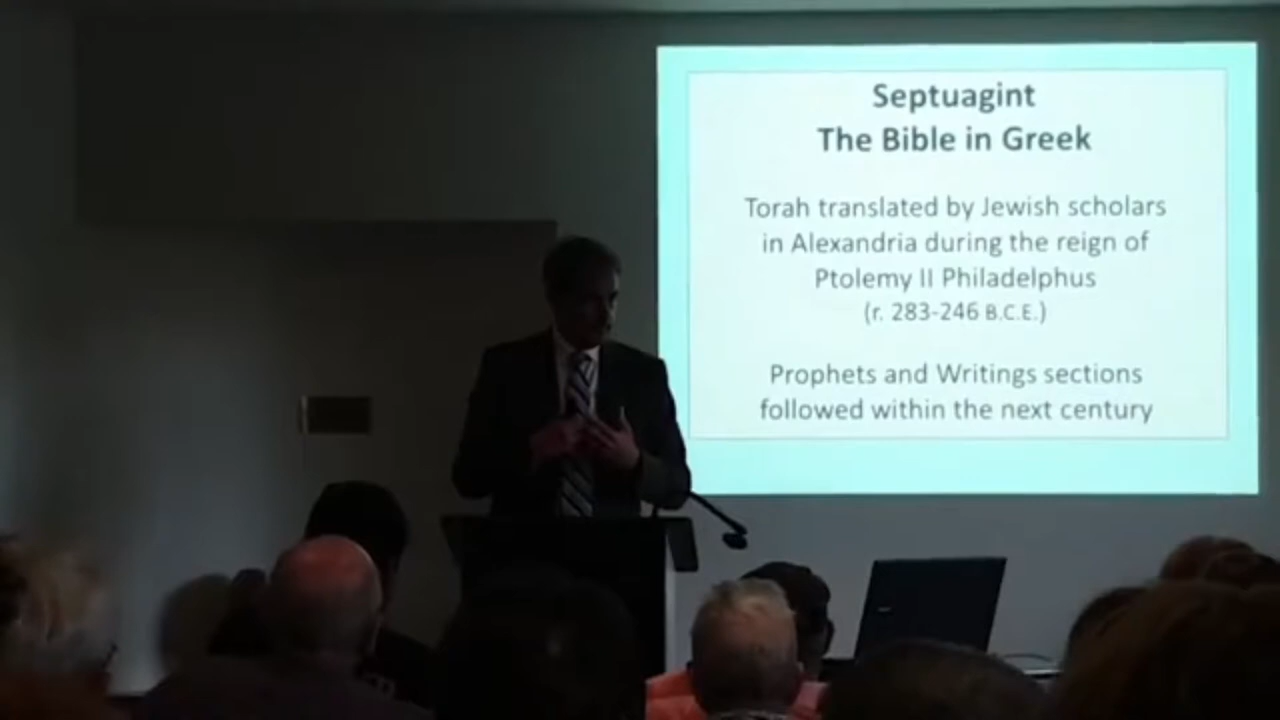 Septuagint
The Bible in Greek
Torah translated by Jewish scholars
in Alexandria during the reign of
Ptolemy II Philadelphus
(r. 283-246 B.C.E.)
Prophets and Writings sections
followed within the next century